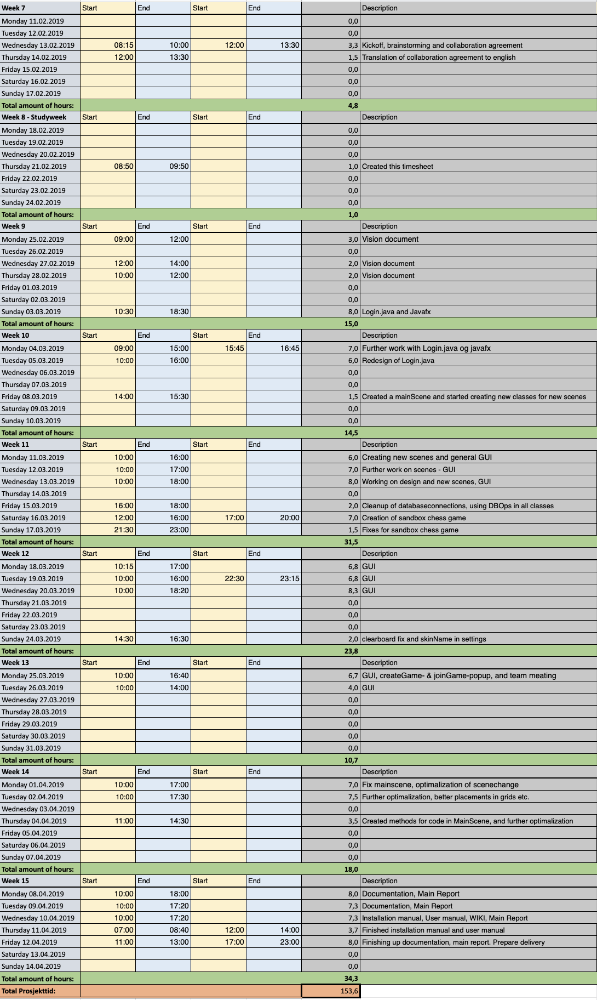 Week 7 Start End Start End Description
Monday 11.02.2019 0,0
Tuesday 12.02.2019 0,0
Wednesday 13.02.2019 08:15 10:00 12:00 13:30 3,3 Kickoff, brainstorming and collaboration agreement
Thursday 14.02.2019 12:00 13:30 1,5 Translation of collaboration agreement to english
Friday 15.02.2019 0,0
Saturday 16.02.2019 0,0
Sunday 17.02.2019 0,0
Total amount of hours: 4,8
Week 8 - Studyweek Start End Start End Description
Monday 18.02.2019 0,0
Tuesday 19.02.2019 0,0
Wednesday 20.02.2019 0,0
Thursday 21.02.2019 08:50 09:50 1,0 Created this timesheet
Friday 22.02.2019 0,0
Saturday 23.02.2019 0,0
Sunday 24.02.2019 0,0
Total amount of hours: 1,0
Week 9 Start End Start End Description
Monday 25.02.2019 09:00 12:00 3,0 Vision document
Tuesday 26.02.2019 0,0
Wednesday 27.02.2019 12:00 14:00 2,0 Vision document
Thursday 28.02.2019 10:00 12:00 2,0 Vision document
Friday 01.03.2019 0,0
Saturday 02.03.2019 0,0
Sunday 03.03.2019 10:30 18:30 8,0 Login.java and Javafx
Total amount of hours: 15,0
Week 10 Start End Start End Description
Monday 04.03.2019 09:00 15:00 15:45 16:45 7,0 Further work with Login.java og javafx
Tuesday 05.03.2019 10:00 16:00 6,0 Redesign of Login.java
Wednesday 06.03.2019 0,0
Thursday 07.03.2019 0,0
Friday 08.03.2019 14:00 15:30 1,5 Created a mainScene and started creating new classes for new scenes
Saturday 09.03.2019 0,0
Sunday 10.03.2019 0,0
Total amount of hours: 14,5
Week 11 Start End Start End Description
Monday 11.03.2019 10:00 16:00 6,0 Creating new scenes and general GUI
Tuesday 12.03.2019 10:00 17:00 7,0 Further work on scenes - GUI
Wednesday 13.03.2019 10:00 18:00 8,0 Working on design and new scenes, GUI
Thursday 14.03.2019 0,0
Friday 15.03.2019 16:00 18:00 2,0 Cleanup of databaseconnections, using DBOps in all classes
Saturday 16.03.2019 12:00 16:00 17:00 20:00 7,0 Creation of sandbox chess game
Sunday 17.03.2019 21:30 23:00 1,5 Fixes for sandbox chess game
Total amount of hours: 31,5
Week 12 Start End Start End Description
Monday 18.03.2019 10:15 17:00 6,8 GUI
Tuesday 19.03.2019 10:00 16:00 22:30 23:15 6,8 GUI
Wednesday 20.03.2019 10:00 18:20 8,3 GUI
Thursday 21.03.2019 0,0
Friday 22.03.2019 0,0
Saturday 23.03.2019 0,0
Sunday 24.03.2019 14:30 16:30 2,0 clearboard fix and skinName in settings
Total amount of hours: 23,8
Week 13 Start End Start End Description
Monday 25.03.2019 10:00 16:40 6,7 GUI, createGame- & joinGame-popup, and team meating
Tuesday 26.03.2019 10:00 14:00 4,0 GUI
Wednesday 27.03.2019 0,0
Thursday 28.03.2019 0,0
Friday 29.03.2019 0,0
Saturday 30.03.2019 0,0
Sunday 31.03.2019 0,0
Total amount of hours: 10,7
Week 14 Start End Start End Description
Monday 01.04.2019 10:00 17:00 7,0 Fix mainscene, optimalization of scenechange
Tuesday 02.04.2019 10:00 17:30 7,5 Further optimalization, better placements in grids etc.
Wednesday 03.04.2019 0,0
Thursday 04.04.2019 11:00 14:30 3,5 Created methods for code in MainScene, and further optimalization
Friday 05.04.2019 0,0
Saturday 06.04.2019 0,0
Sunday 07.04.2019 0,0
Total amount of hours: 18,0
Week 15 Start End Start End Description
Monday 08.04.2019 10:00 18:00 8,0 Documentation, Main Report
Tuesday 09.04.2019 10:00 17:20 7,3 Documentation, Main Report
Wednesday 10.04.2019 10:00 17:20 7,3 Installation manual, User manual, WIKI, Main Report
Thursday 11.04.2019 07:00 08:40 12:00 14:00 3,7 Finished installation manual and user manual
Friday 12.04.2019 11:00 13:00 17:00 23:00 8,0 Finishing up documentation, main report. Prepare delivery
Saturday 13.04.2019 0,0
Sunday 14.04.2019 0,0
Total amount of hours: 34,3
Total Prosjekttid: 153,6